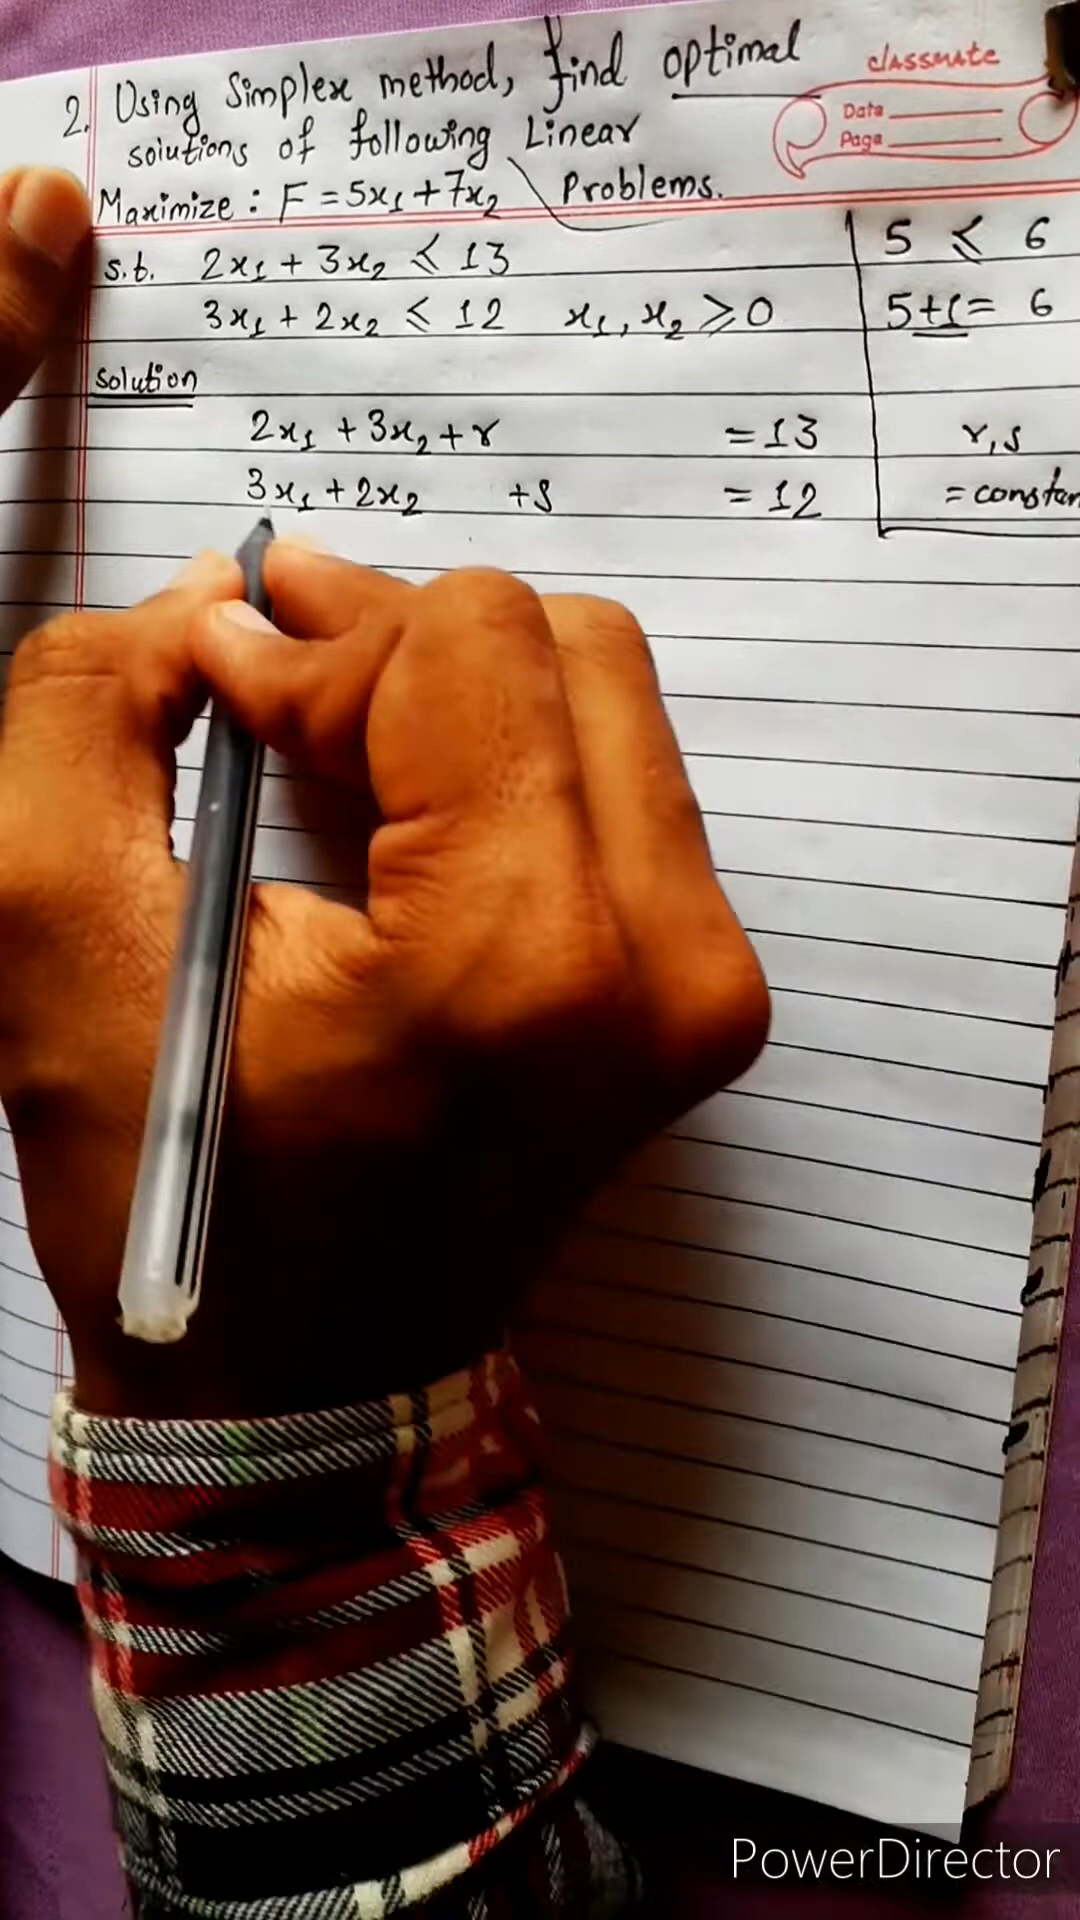 2. Using Simplex method, find optimal
solutions of following Linear
Problems.
Maximize : F = 5x₁ + 7x₂
s.t. 2x₁ + 3x₂ ≤ 13
3x₁ + 2x₂ ≤ 12 x₁, x₂ ≥ 0
solution
2x₁ + 3x₂ + r = 13
3x₁ + 2x₂ + s = 12
classmate
Date
Page
5 ≤ 6
5+1 = 6
r, s
= constan
PowerDirector